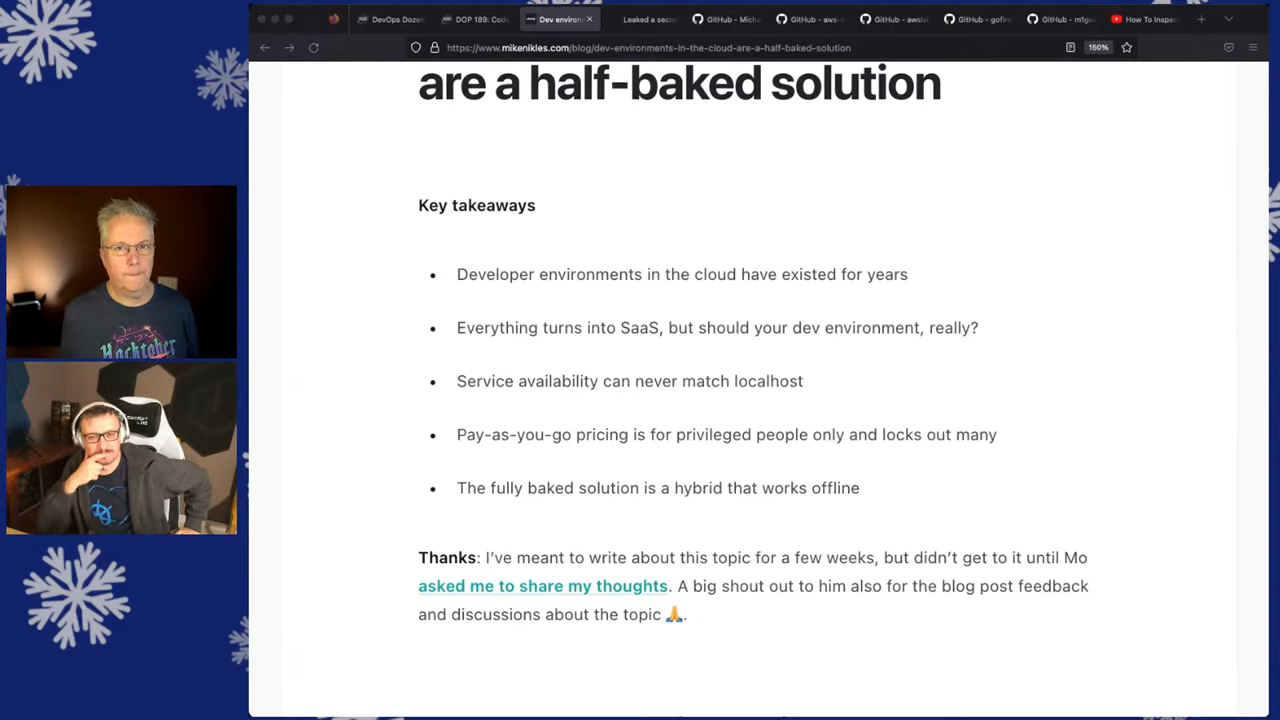 DevOps Dozen
DOP 189: Code
Dev environ
Leaked a secre
GitHub - Mich
GitHub - aws-
GitHub - awsla
GitHub - gofire
GitHub - m1gu
How To Inspec
https://www.mikenikles.com/blog/dev-environments-in-the-cloud-are-a-half-baked-solution
150%
are a half-baked solution
Key takeaways
• Developer environments in the cloud have existed for years
• Everything turns into SaaS, but should your dev environment, really?
• Service availability can never match localhost
• Pay-as-you-go pricing is for privileged people only and locks out many
• The fully baked solution is a hybrid that works offline
Thanks: I've meant to write about this topic for a few weeks, but didn't get to it until Mo
asked me to share my thoughts. A big shout out to him also for the blog post feedback
and discussions about the topic 🙏.
Hacktober